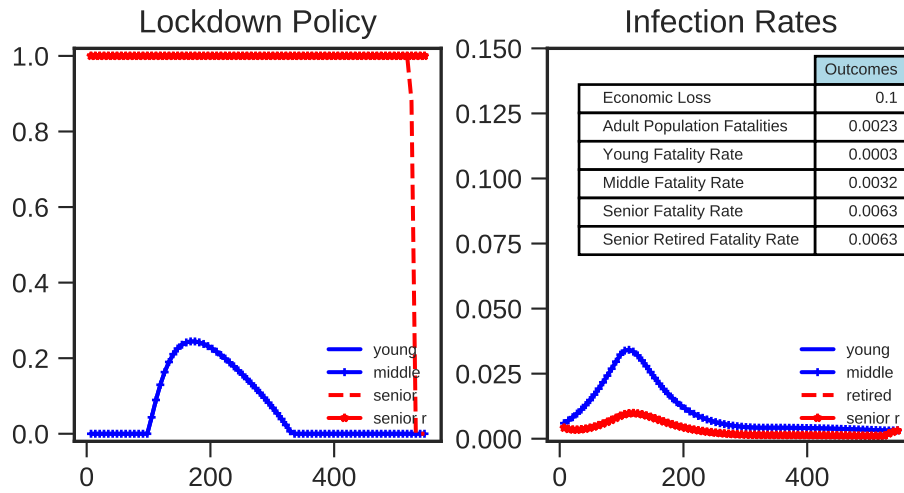 Lockdown Policy
1.0
0.8
0.6
0.4
0.2
0.0
0
200
400
young
middle
senior
senior r
Infection Rates
0.150
0.125
0.100
0.075
0.050
0.025
0.000
0
200
400
Outcomes
Economic Loss 0.1
Adult Population Fatalities 0.0023
Young Fatality Rate 0.0003
Middle Fatality Rate 0.0032
Senior Fatality Rate 0.0063
Senior Retired Fatality Rate 0.0063
young
middle
retired
senior r